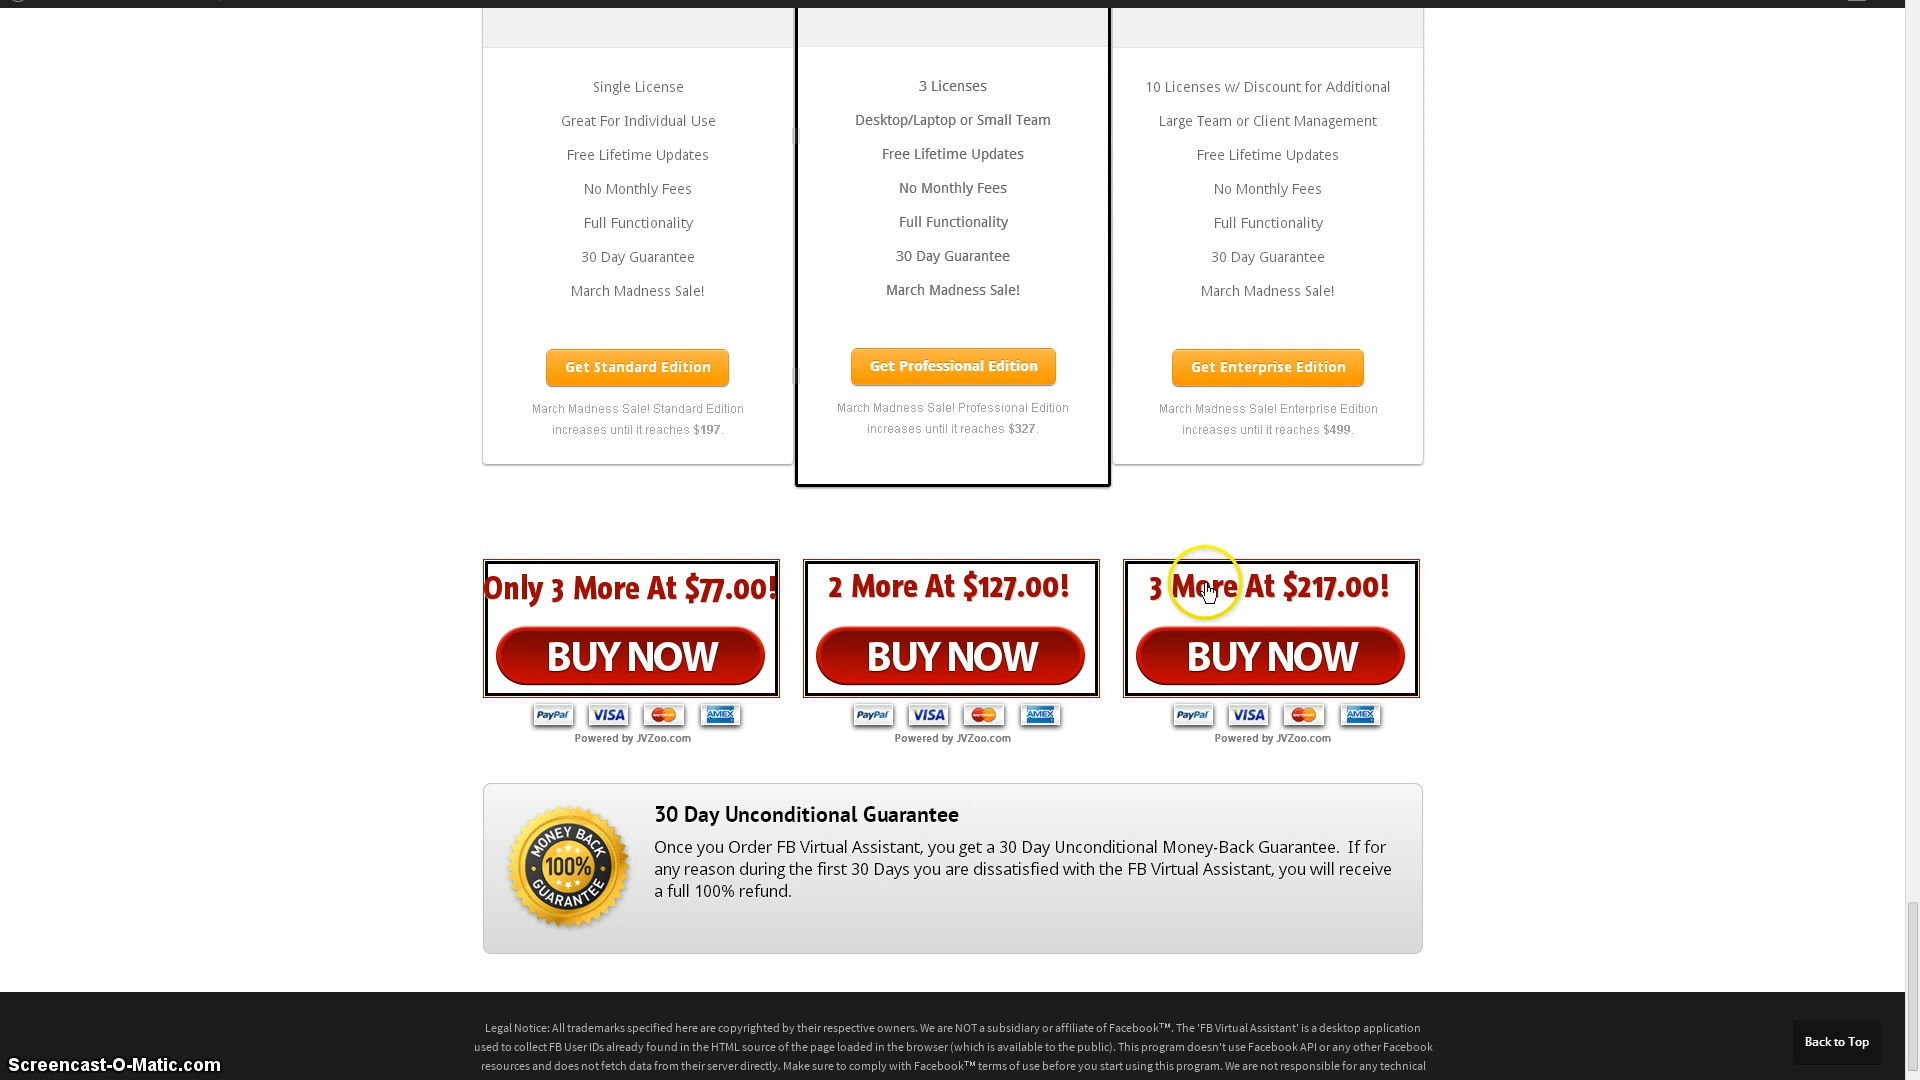 Single License
Great For Individual Use
Free Lifetime Updates
No Monthly Fees
Full Functionality
30 Day Guarantee
March Madness Sale!
Get Standard Edition
March Madness Sale! Standard Edition
increases until it reaches $197.
3 Licenses
Desktop/Laptop or Small Team
Free Lifetime Updates
No Monthly Fees
Full Functionality
30 Day Guarantee
March Madness Sale!
Get Professional Edition
March Madness Sale! Professional Edition
increases until it reaches $327.
10 Licenses w/ Discount for Additional
Large Team or Client Management
Free Lifetime Updates
No Monthly Fees
Full Functionality
30 Day Guarantee
March Madness Sale!
Get Enterprise Edition
March Madness Sale! Enterprise Edition
increases until it reaches $499.
Only 3 More At $77.00!
BUY NOW
PayPal VISA MasterCard AMEX
Powered by JVZoo.com
2 More At $127.00!
BUY NOW
PayPal VISA MasterCard AMEX
Powered by JVZoo.com
3 More At $217.00!
BUY NOW
PayPal VISA MasterCard AMEX
Powered by JVZoo.com
MONEY BACK
100%
GUARANTEE
30 Day Unconditional Guarantee
Once you Order FB Virtual Assistant, you get a 30 Day Unconditional Money-Back Guarantee. If for
any reason during the first 30 Days you are dissatisfied with the FB Virtual Assistant, you will receive
a full 100% refund.
Legal Notice: All trademarks specified here are copyrighted by their respective owners. We are NOT a subsidiary or affiliate of Facebook™. The 'FB Virtual Assistant' is a desktop application
used to collect FB User IDs already found in the HTML source of the page loaded in the browser (which is available to the public). This program doesn't use Facebook API or any other Facebook
resources and does not fetch data from their server directly. Make sure to comply with Facebook™ terms of use before you start using this program. We are not responsible for any technical
Back to Top
Screencast-O-Matic.com